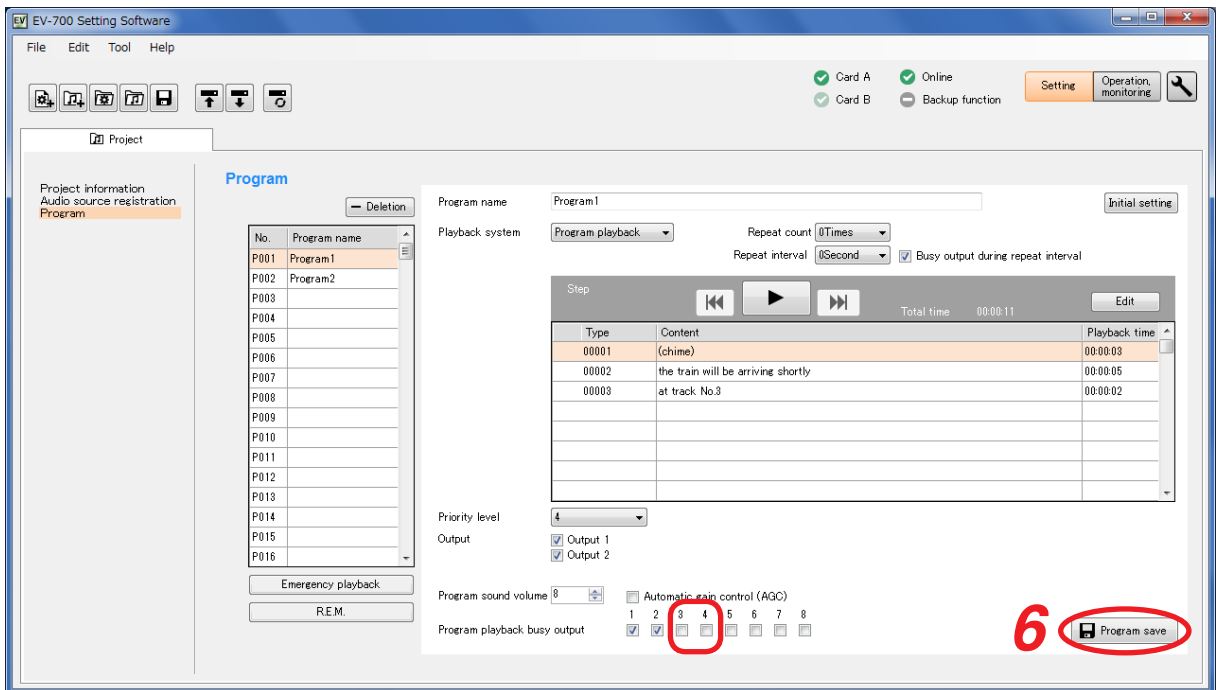 EV EV-700 Setting Software
File Edit Tool Help
Card A Online
Card B Backup function
Setting
Operation,
monitoring
Project
Project information
Audio source registration
Program
Program
Deletion
No. Program name
P001 Program1
P002 Program2
P003
P004
P005
P006
P007
P008
P009
P010
P011
P012
P013
P014
P015
P016
Emergency playback
R.E.M.
Program name Program1 Initial setting
Playback system Program playback Repeat count 0Times
Repeat interval 0Second Busy output during repeat interval
Step Total time 00:00:11 Edit
Type Content Playback time
00001 (chime) 00:00:03
00002 the train will be arriving shortly 00:00:05
00003 at track No.3 00:00:02
Priority level 4
Output Output 1
Output 2
Program sound volume 8 Automatic gain control (AGC)
1 2 3 4 5 6 7 8
Program playback busy output
6 Program save